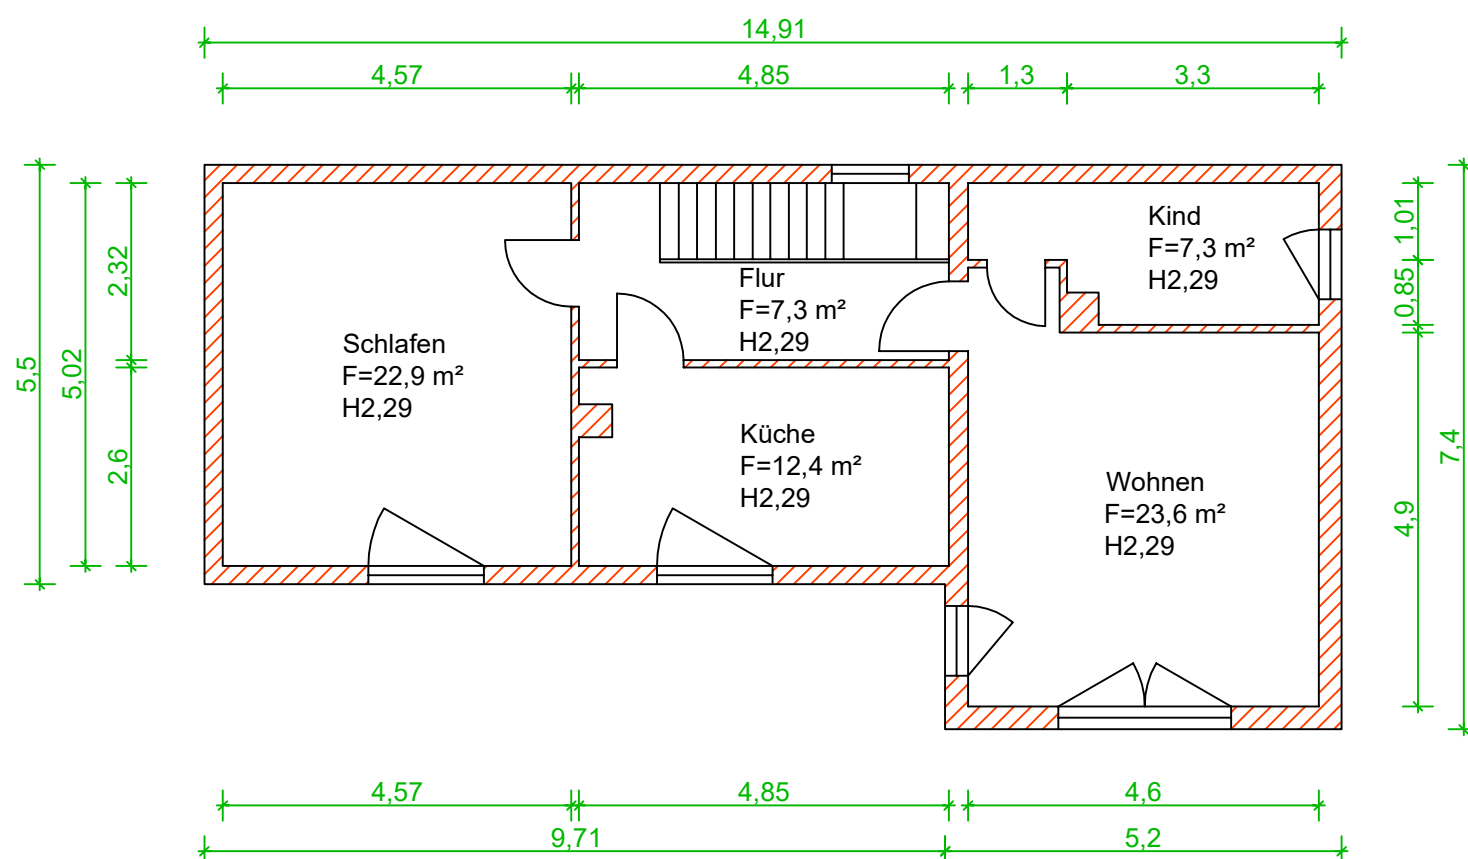 14,91
4,57
4,85
1,3
3,3
5,5
5,02
2,32
2,6
Schlafen
F=22,9 m²
H2,29
Flur
F=7,3 m²
H2,29
Küche
F=12,4 m²
H2,29
Kind
F=7,3 m²
H2,29
Wohnen
F=23,6 m²
H2,29
1,01
0,85
4,9
7,4
4,57
4,85
4,6
9,71
5,2